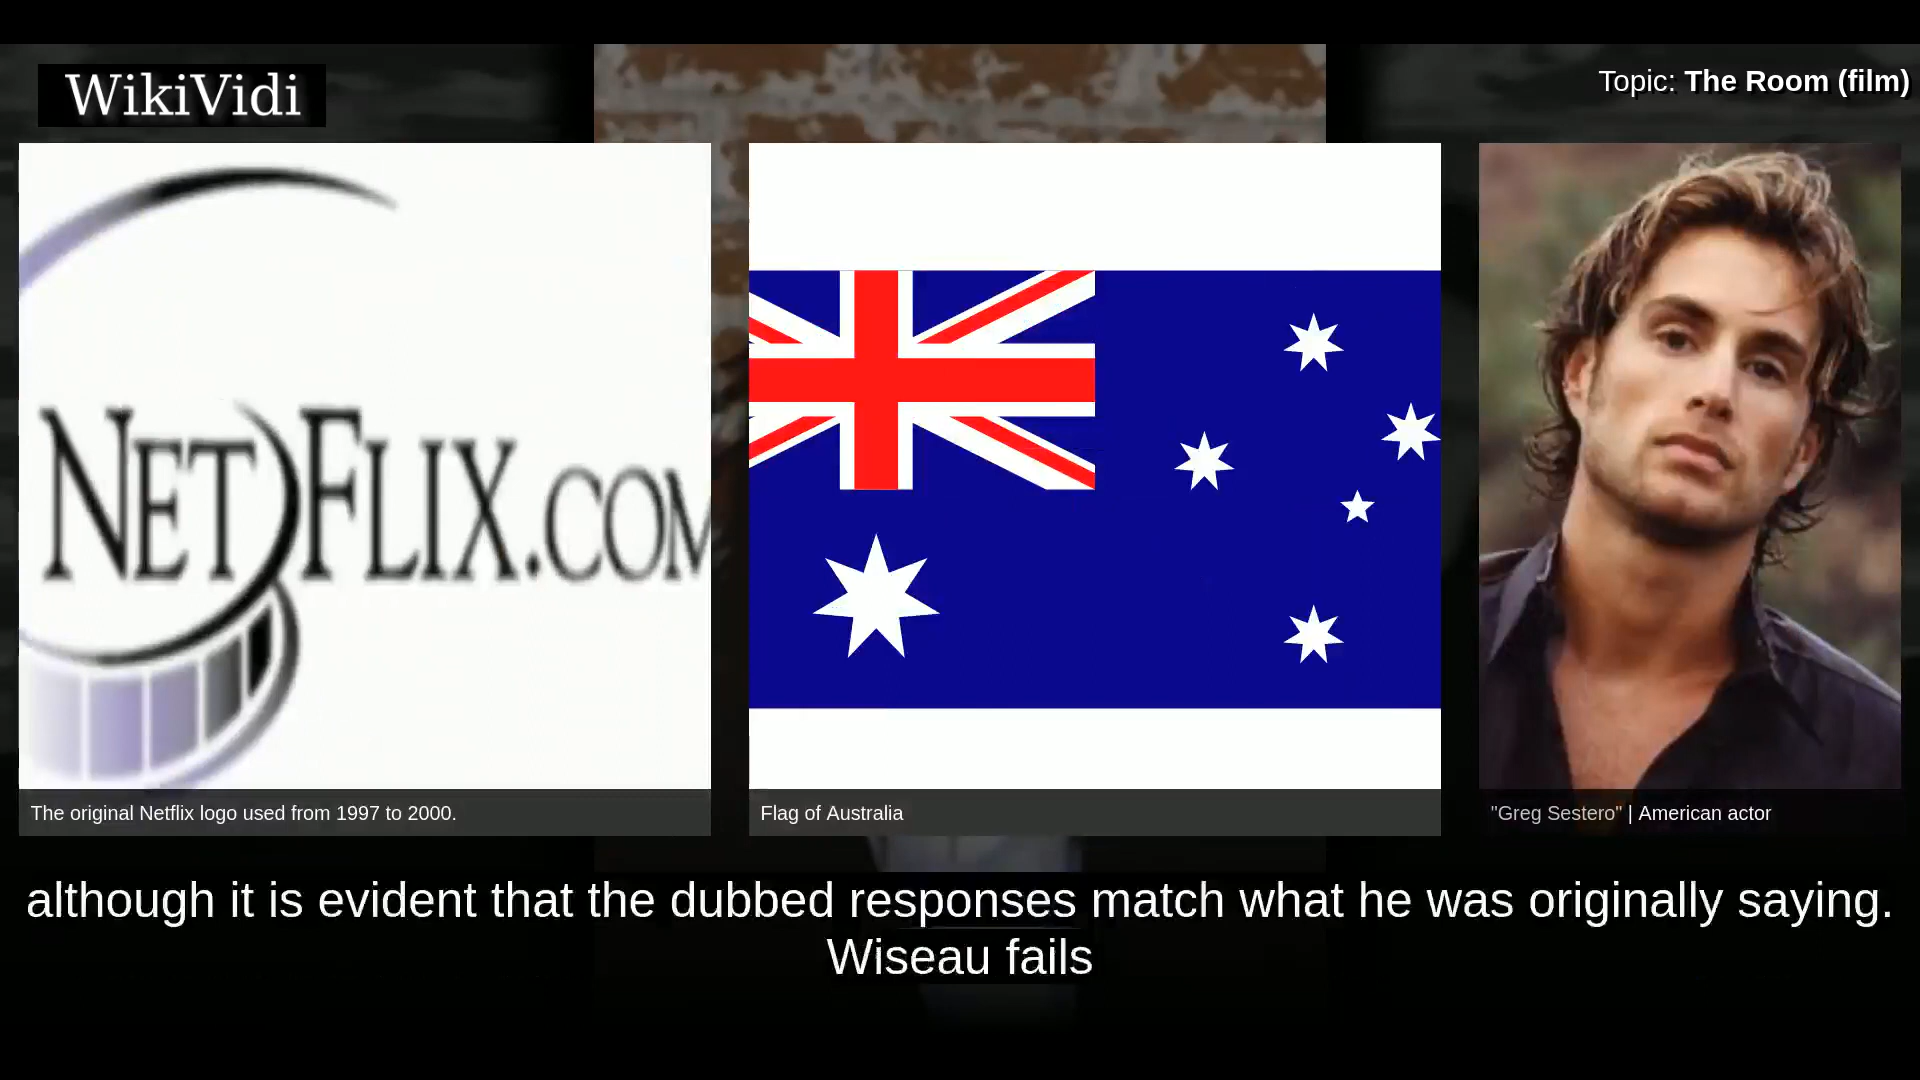 WikiVidi
Topic: The Room (film)
NETFLIX.COM
The original Netflix logo used from 1997 to 2000.
Flag of Australia
"Greg Sestero" | American actor
although it is evident that the dubbed responses match what he was originally saying.
Wiseau fails